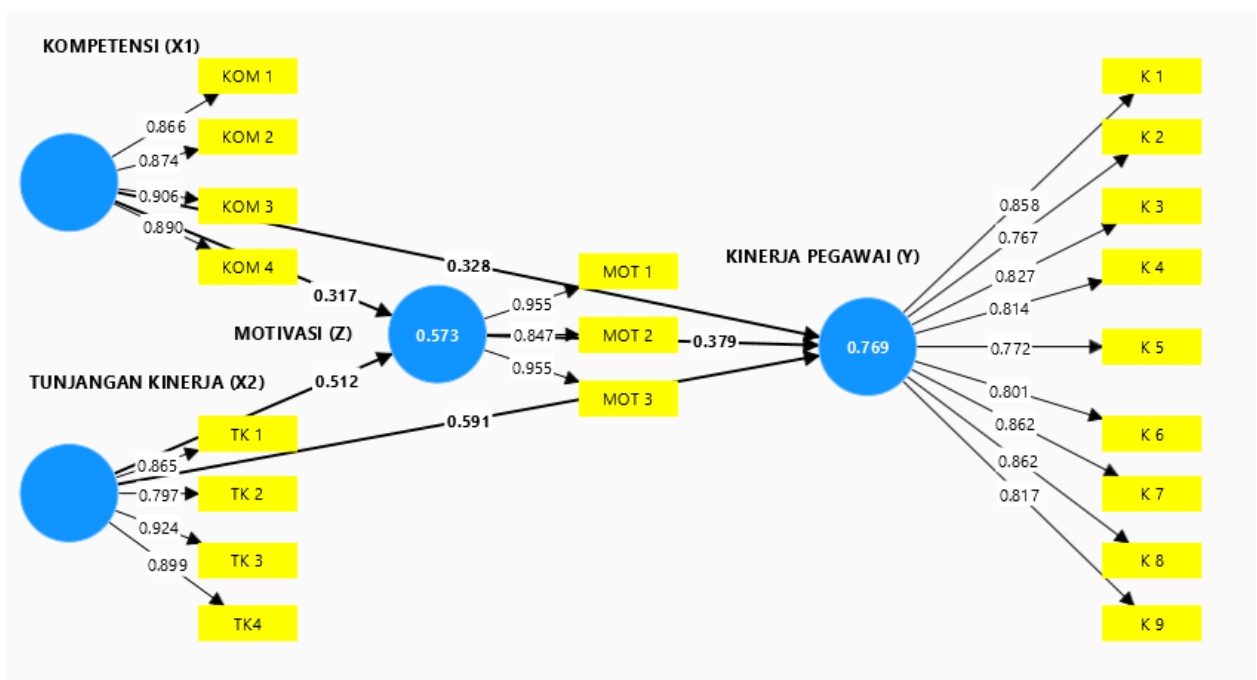 KOMPETENSI (X1)
KOM 1
0.866
KOM 2
0.874
KOM 3
0.906
KOM 4
0.890
0.328
0.317
MOTIVASI (Z)
0.573
MOT 1
0.955
MOT 2
0.847
MOT 3
0.955
0.379
TUNJANGAN KINERJA (X2)
0.512
0.591
TK 1
0.865
TK 2
0.797
TK 3
0.924
TK4
0.899
KINERJA PEGAWAI (Y)
0.769
K 1
0.858
K 2
0.767
K 3
0.827
K 4
0.814
K 5
0.772
K 6
0.801
K 7
0.862
K 8
0.862
K 9
0.817